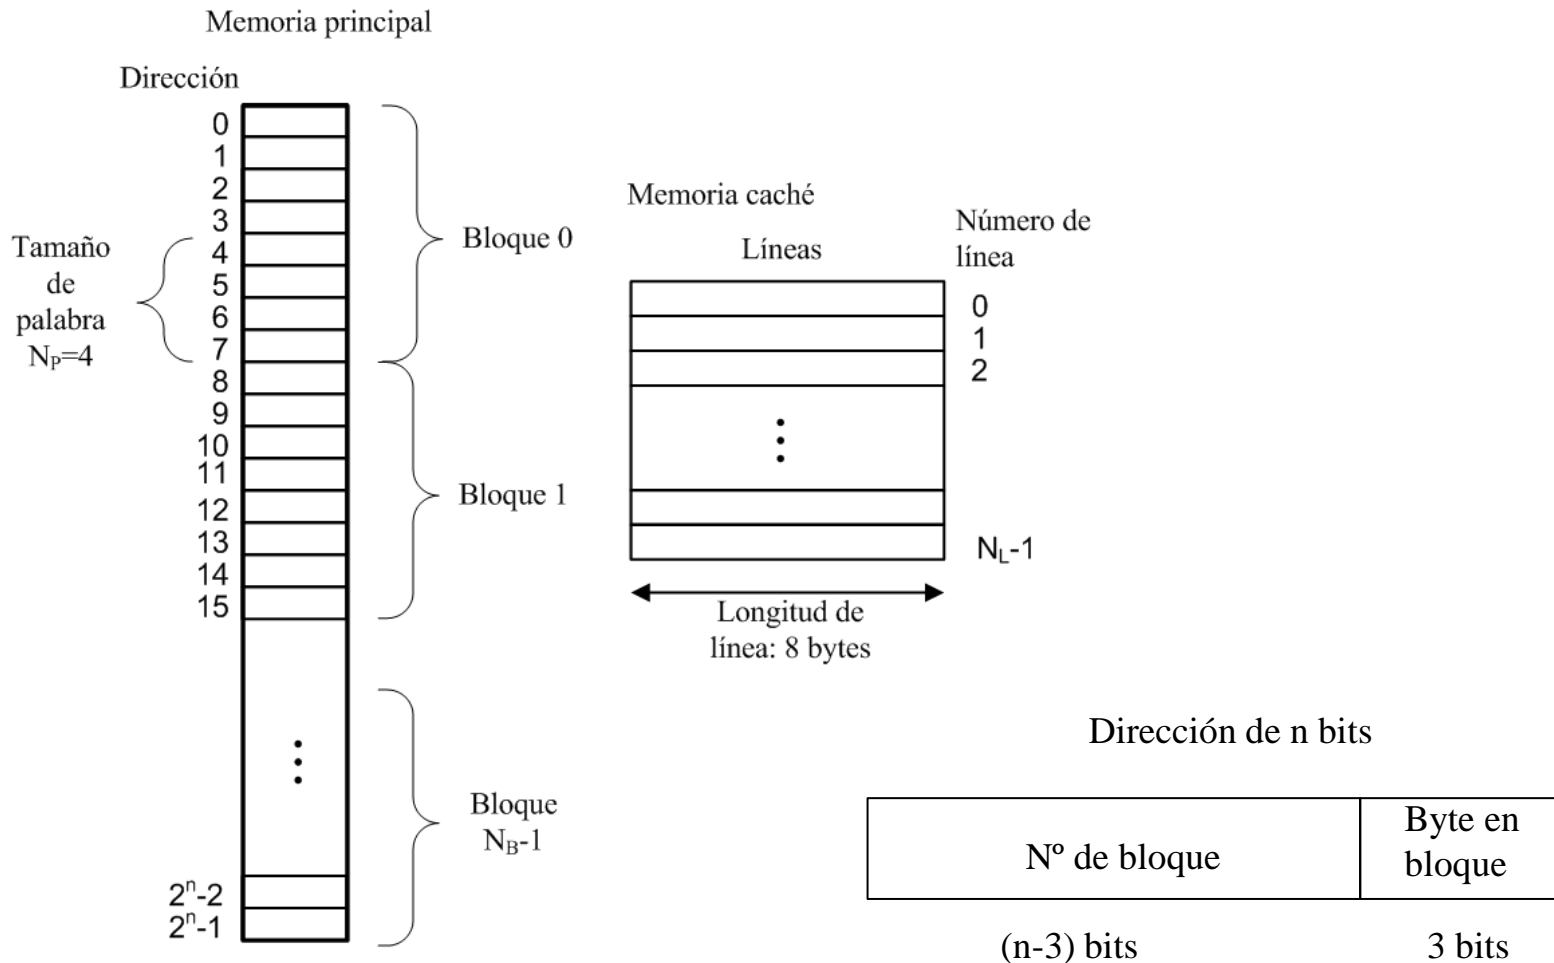 Memoria principal
Dirección
0
1
2
3
4
5
6
7
8
9
10
11
12
13
14
15
2ⁿ-2
2ⁿ-1
Tamaño
de
palabra
Nₚ=4
Bloque 0
Bloque 1
Bloque
N_B-1
Memoria caché
Líneas
Número de
línea
0
1
2
N_L-1
Longitud de
línea: 8 bytes
Dirección de n bits
Nº de bloque
Byte en
bloque
(n-3) bits
3 bits